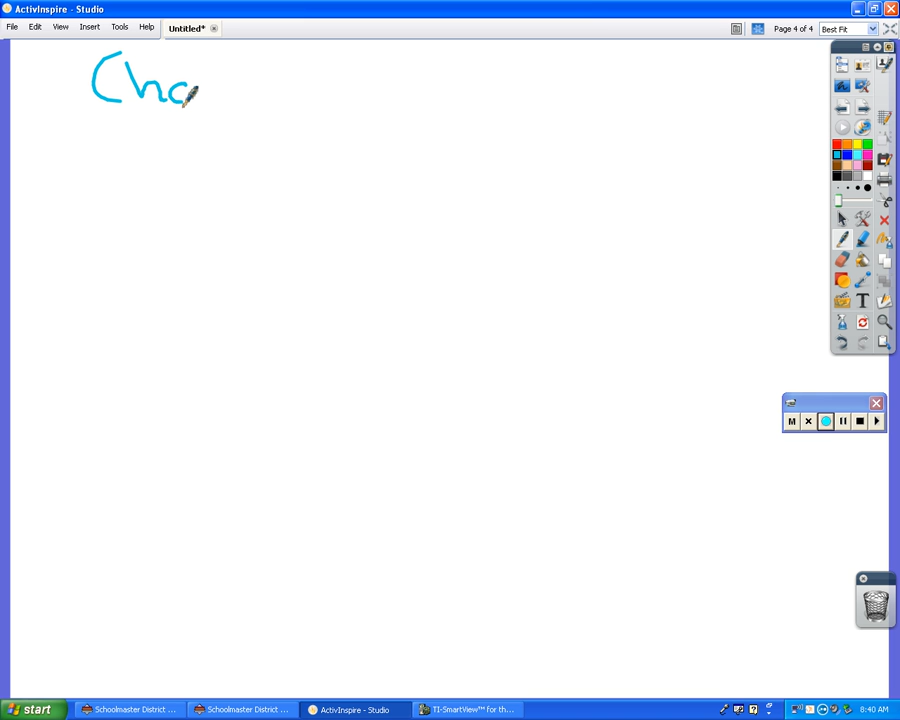 ActivInspire - Studio
File Edit View Insert Tools Help Untitled* Page 4 of 4 Best Fit
Cha
T
M
start Schoolmaster District ... Schoolmaster District ... ActivInspire - Studio TI-SmartView™ for th... 8:40 AM